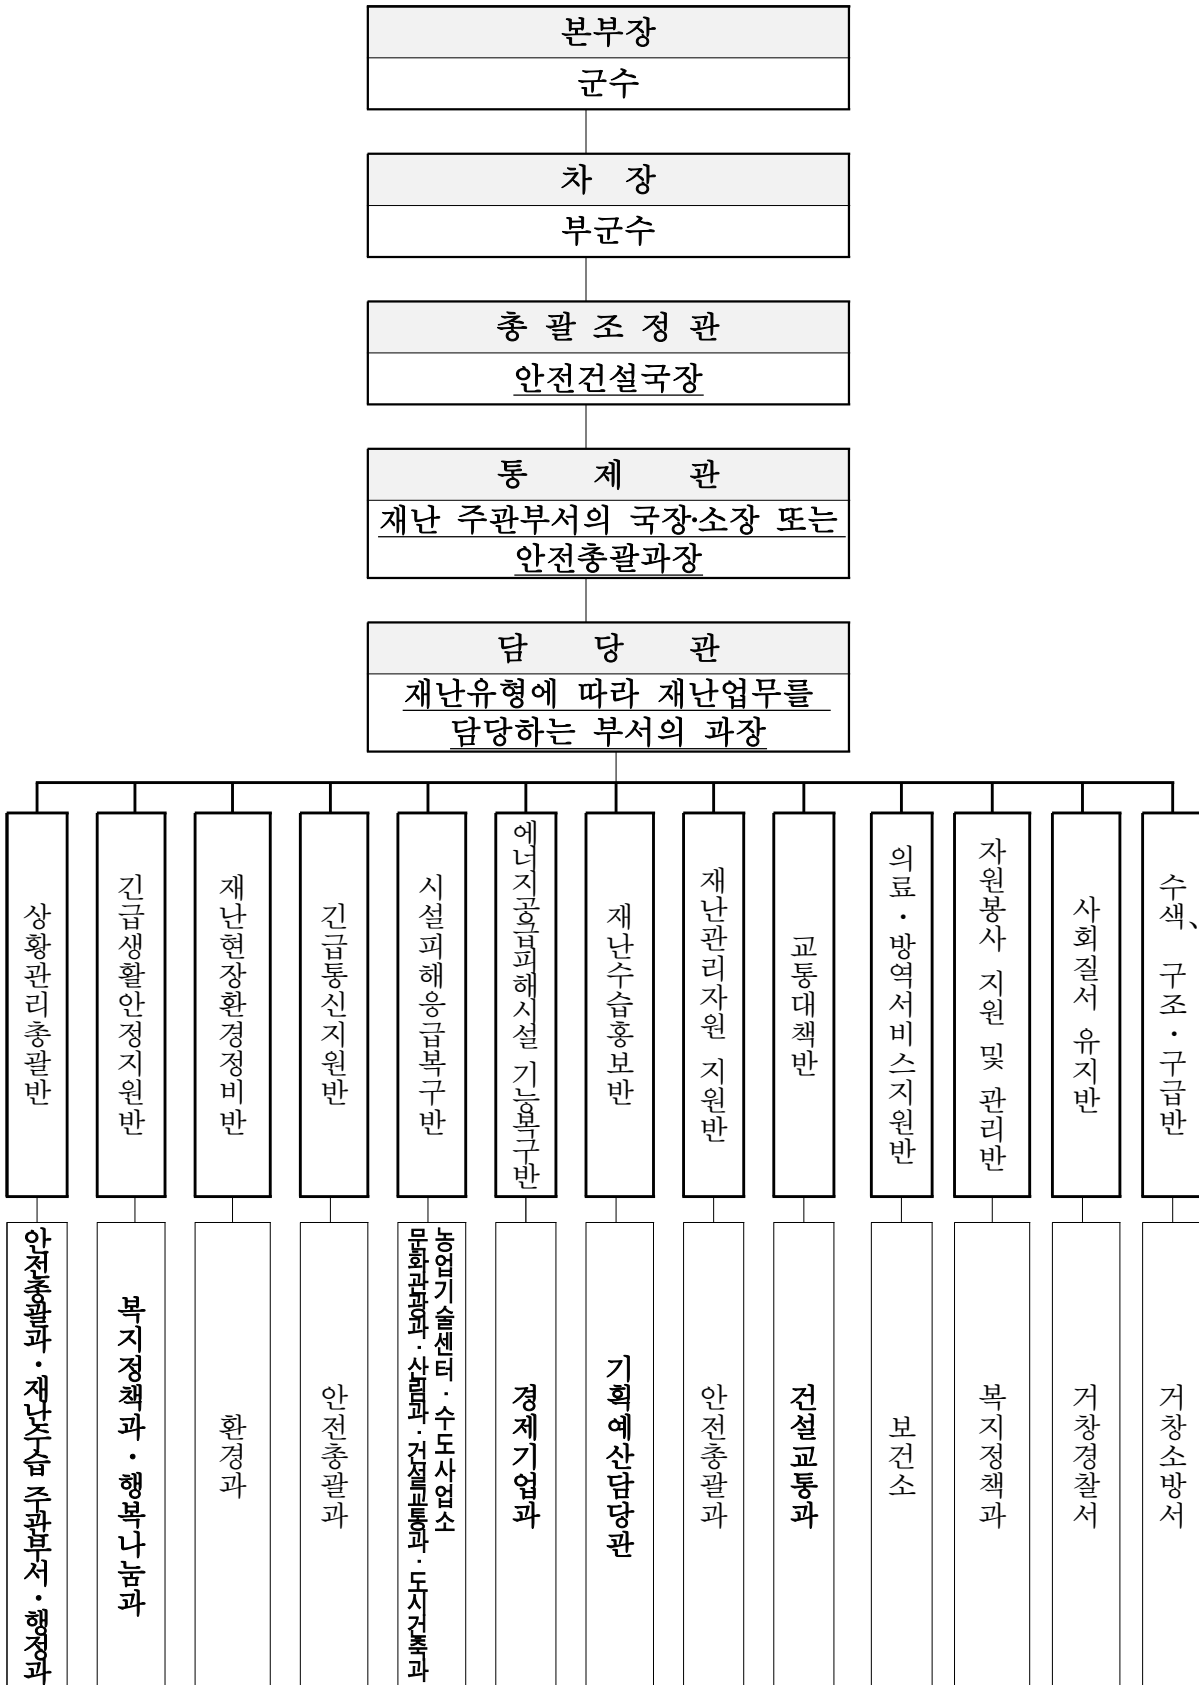 본부장
군수
차 장
부군수
총 괄 조 정 관
안전건설국장
통 제 관
재난 주관부서의 국장·소장 또는
안전총괄과장
담 당 관
재난유형에 따라 재난업무를
담당하는 부서의 과장
상황관리총괄반
긴급생활안정지원반
재난현장환경정비반
긴급통신지원반
시설피해응급복구반
에너지공급피해시설 기능복구반
재난수습홍보반
재난관리자원 지원반
교통대책반
의료·방역서비스지원반
자원봉사 지원 및 관리반
사회질서 유지반
수색、 구조·구급반
안전총괄과·재난수습 주관부서·행정과
복지정책과·행복나눔과
환경과
안전총괄과
농업기술센터·수도사업소
문화관광과·산림과·건설교통과·도시건축과
경제기업과
기획예산담당관
안전총괄과
건설교통과
보건소
복지정책과
거창경찰서
거창소방서